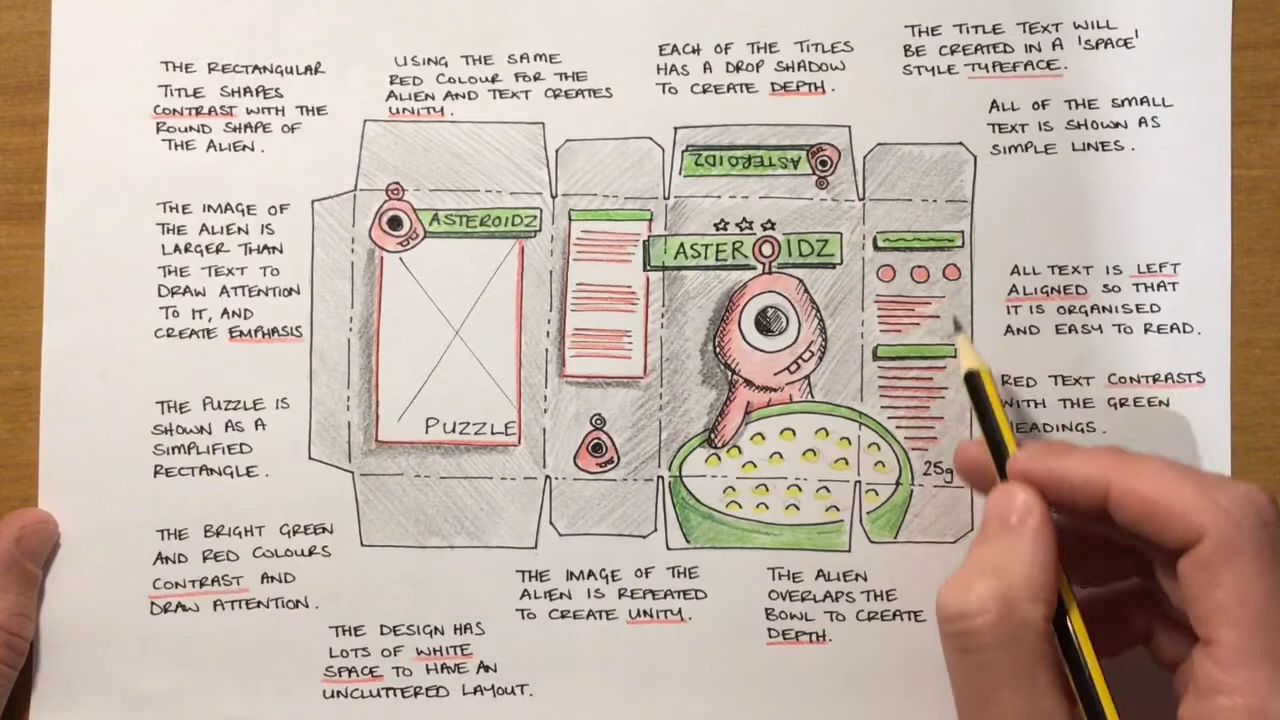 THE RECTANGULAR
TITLE SHAPES
CONTRAST WITH THE
ROUND SHAPE OF
THE ALIEN.
USING THE SAME
RED COLOUR FOR THE
ALIEN AND TEXT CREATES
UNITY.
EACH OF THE TITLES
HAS A DROP SHADOW
TO CREATE DEPTH.
THE TITLE TEXT WILL
BE CREATED IN A 'SPACE'
STYLE TYPEFACE.
ALL OF THE SMALL
TEXT IS SHOWN AS
SIMPLE LINES.
THE IMAGE OF
THE ALIEN IS
LARGER THAN
THE TEXT TO
DRAW ATTENTION
TO IT, AND
CREATE EMPHASIS
ASTEROIDZ
PUZZLE
ASTEROIDZ
ASTER IDZ
25g
ALL TEXT IS LEFT
ALIGNED SO THAT
IT IS ORGANISED
AND EASY TO READ.
RED TEXT CONTRASTS
WITH THE GREEN
HEADINGS.
THE PUZZLE IS
SHOWN AS A
SIMPLIFIED
RECTANGLE.
THE BRIGHT GREEN
AND RED COLOURS
CONTRAST AND
DRAW ATTENTION.
THE DESIGN HAS
LOTS OF WHITE
SPACE TO HAVE AN
UNCLUTTERED LAYOUT.
THE IMAGE OF THE
ALIEN IS REPEATED
TO CREATE UNITY.
THE ALIEN
OVERLAPS THE
BOWL TO CREATE
DEPTH.